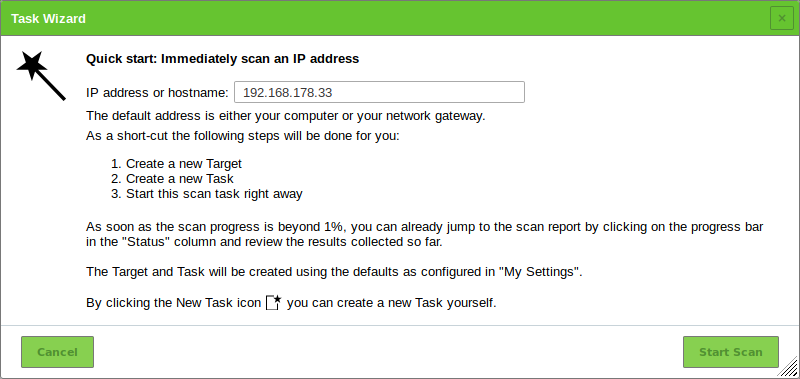 Task Wizard
×
Quick start: Immediately scan an IP address
IP address or hostname: 192.168.178.33
The default address is either your computer or your network gateway.
As a short-cut the following steps will be done for you:
1. Create a new Target
2. Create a new Task
3. Start this scan task right away
As soon as the scan progress is beyond 1%, you can already jump to the scan report by clicking on the progress bar
in the "Status" column and review the results collected so far.
The Target and Task will be created using the defaults as configured in "My Settings".
By clicking the New Task icon you can create a new Task yourself.
Cancel
Start Scan